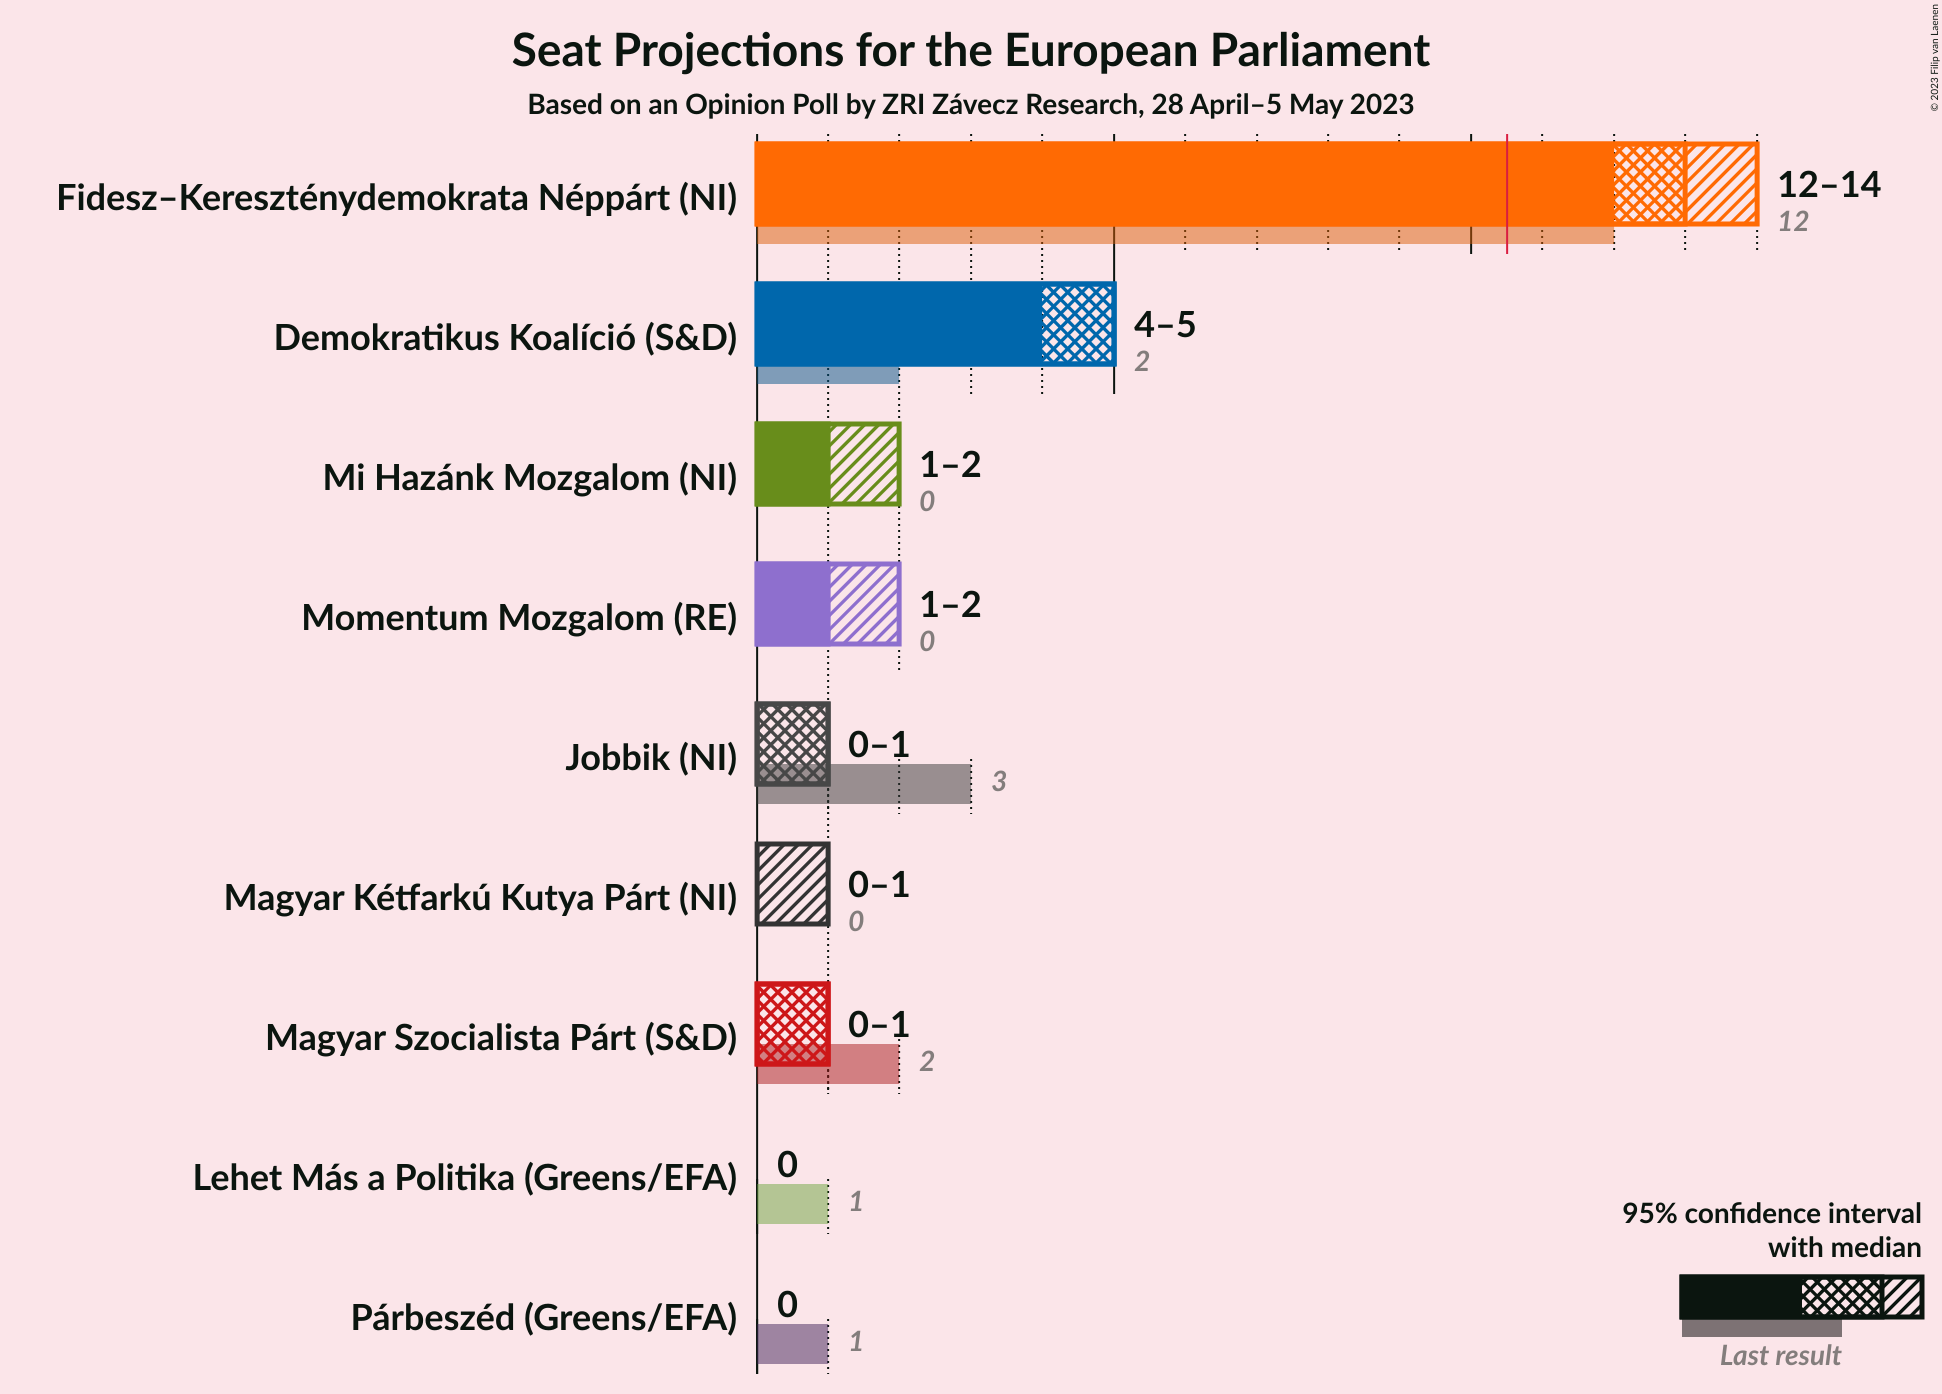 Seat Projections for the European Parliament
Based on an Opinion Poll by ZRI Závecz Research, 28 April–5 May 2023
© 2023 Filip van Laenen
Fidesz–Kereszténydemokrata Néppárt (NI)
12–14
12
Demokratikus Koalíció (S&D)
4–5
2
Mi Hazánk Mozgalom (NI)
1–2
0
Momentum Mozgalom (RE)
1–2
0
Jobbik (NI)
0–1
3
Magyar Kétfarkú Kutya Párt (NI)
0–1
0
Magyar Szocialista Párt (S&D)
0–1
2
Lehet Más a Politika (Greens/EFA)
0
1
Párbeszéd (Greens/EFA)
0
1
95% confidence interval
with median
Last result